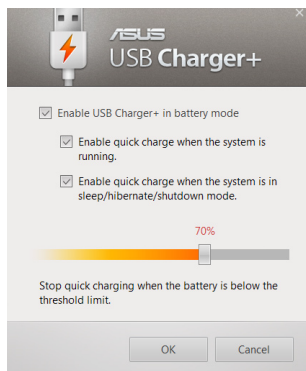 ASUS
USB Charger+
Enable USB Charger+ in battery mode
Enable quick charge when the system is
running.
Enable quick charge when the system is in
sleep/hibernate/shutdown mode.
70%
Stop quick charging when the battery is below the
threshold limit.
OK
Cancel